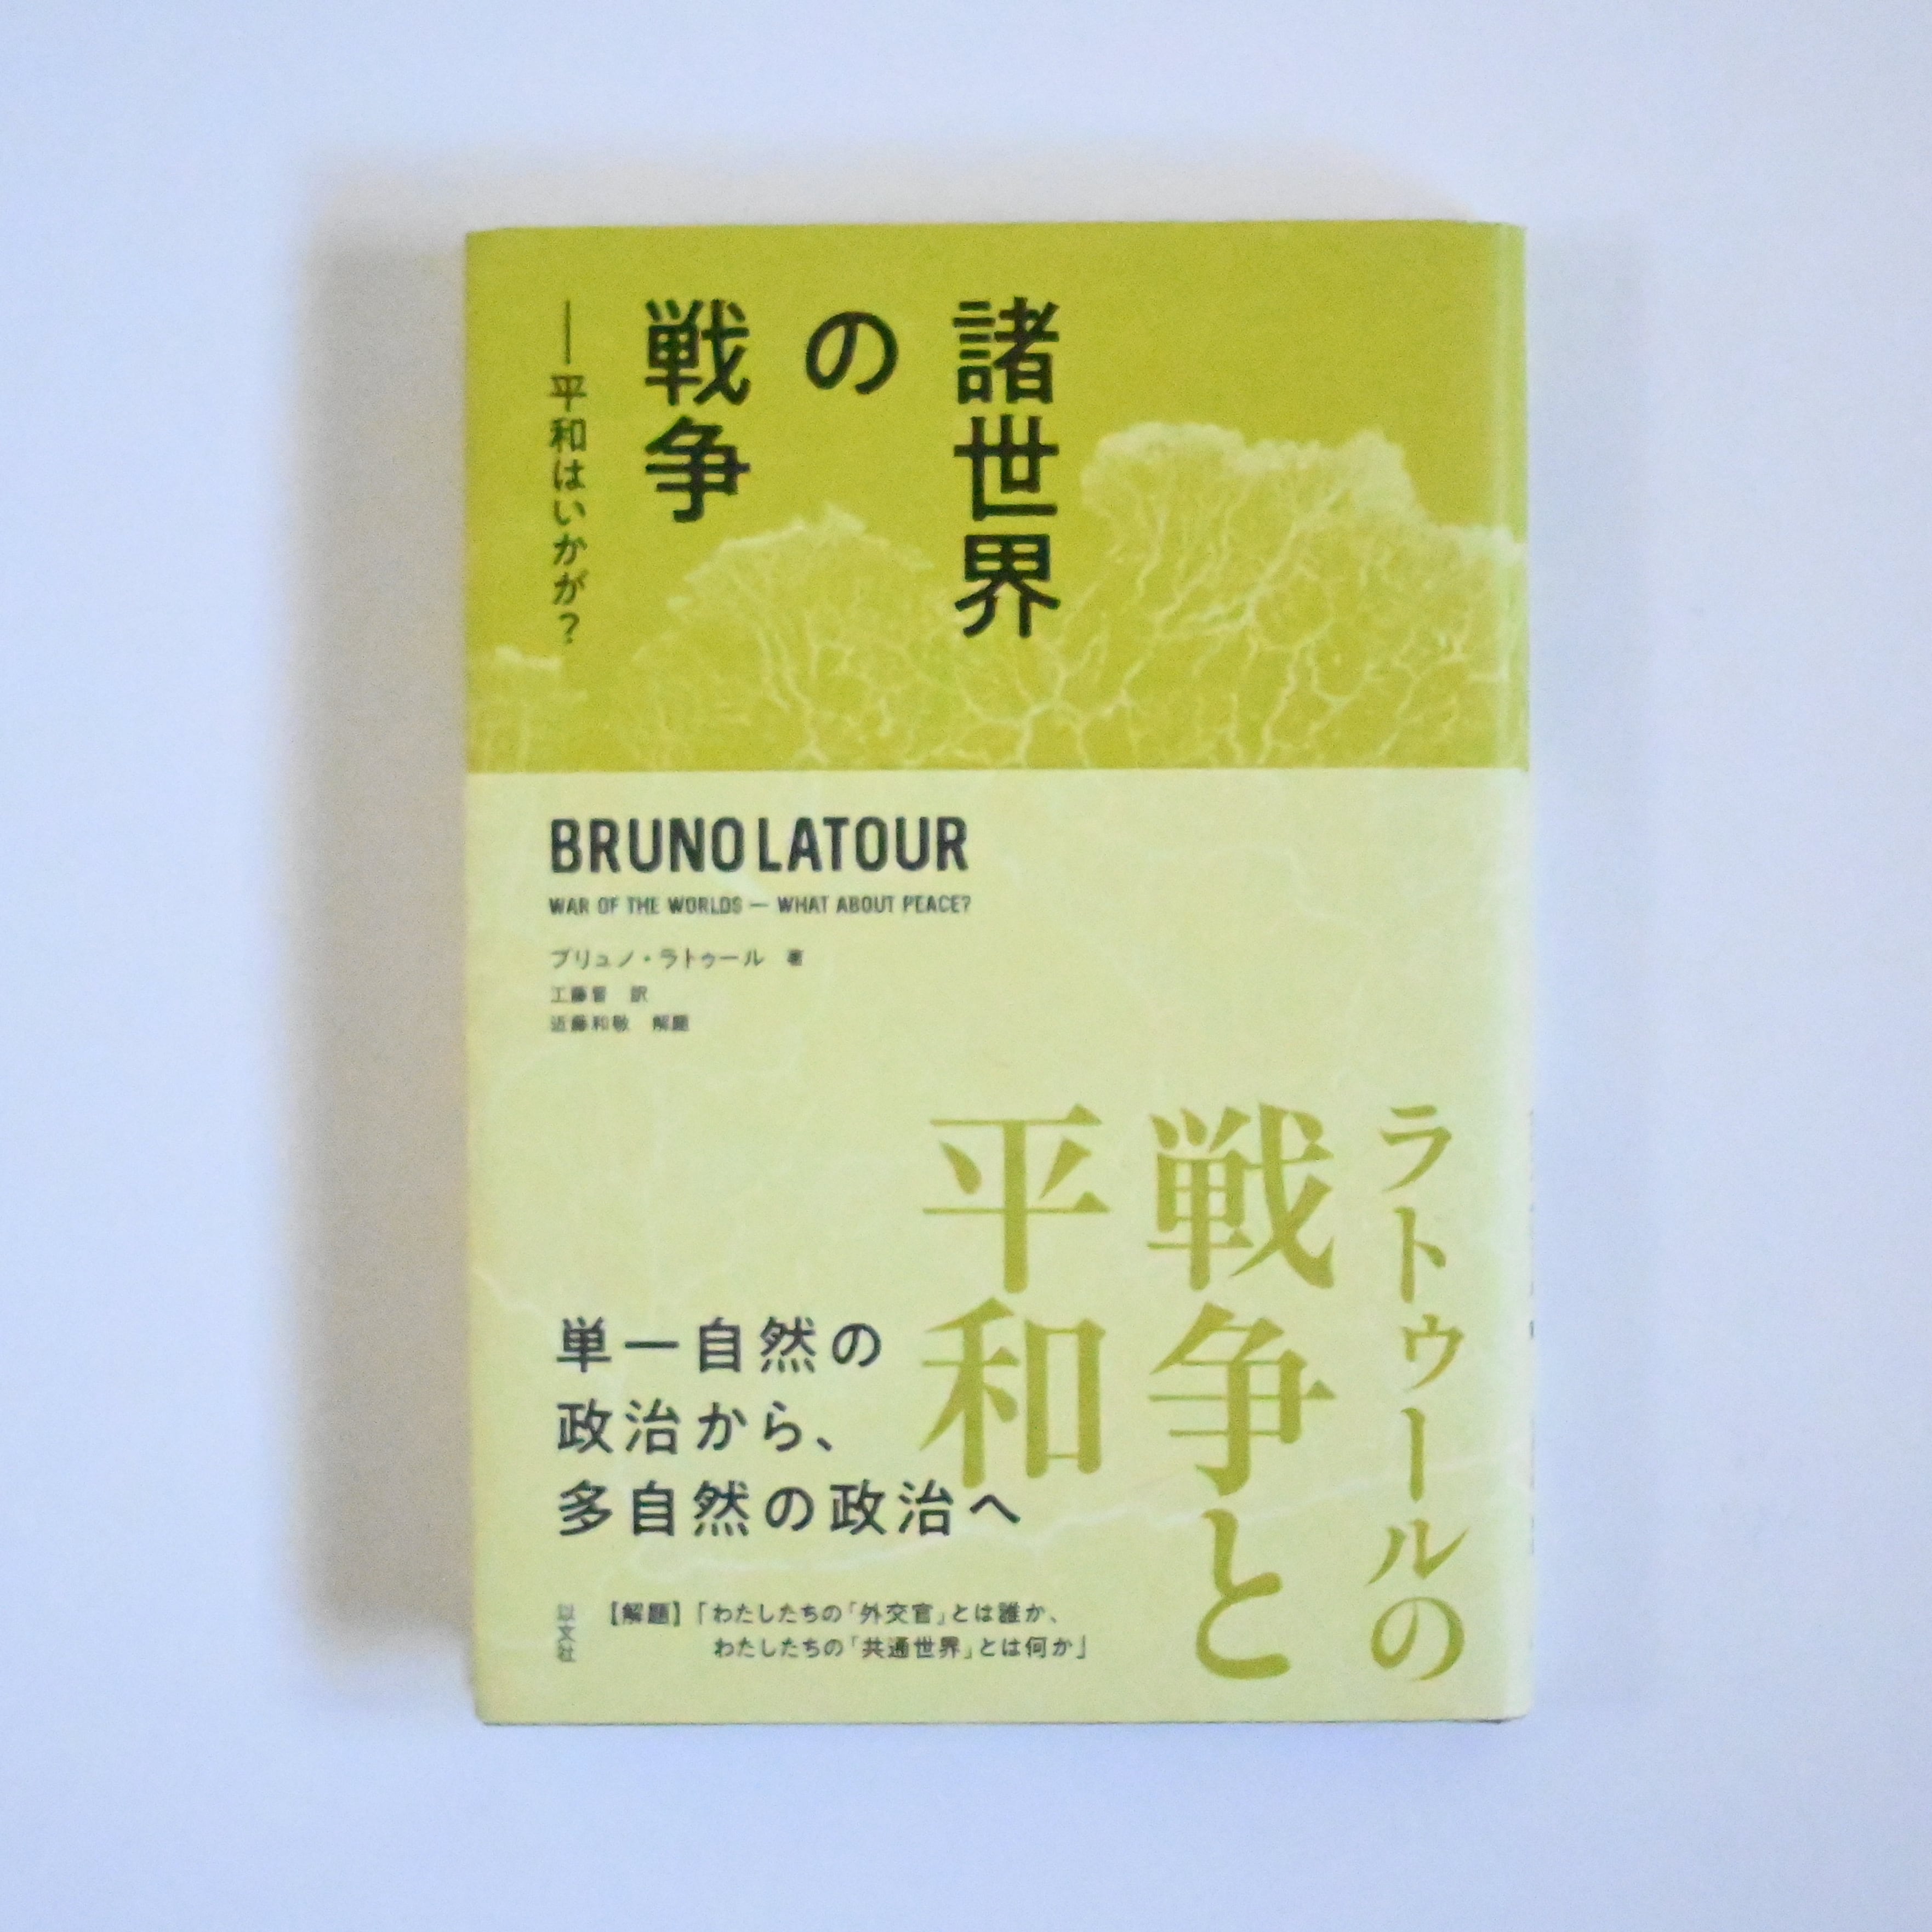 諸世界
の
戦争
──平和はいかが？
BRUNO LATOUR
WAR OF THE WORLDS — WHAT ABOUT PEACE?
ブリュノ・ラトゥール 著
工藤晋 訳
近藤和敬 解題
ラトゥールの
戦争と
平和
単一自然の
政治から、
多自然の政治へ
【解題】「わたしたちの「外交官」とは誰か、
わたしたちの「共通世界」とは何か」
以文社